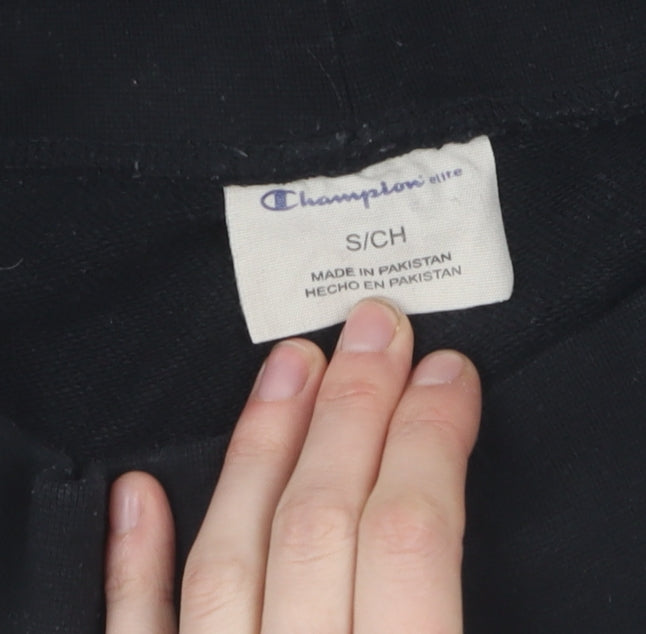 Champion elite
S/CH
MADE IN PAKISTAN
HECHO EN PAKISTAN